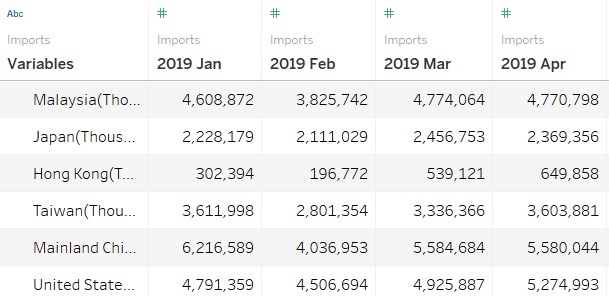 Abc # # # #
Imports Imports Imports Imports Imports
Variables 2019 Jan 2019 Feb 2019 Mar 2019 Apr
Malaysia(Tho... 4,608,872 3,825,742 4,774,064 4,770,798
Japan(Thous... 2,228,179 2,111,029 2,456,753 2,369,356
Hong Kong(T... 302,394 196,772 539,121 649,858
Taiwan(Thou... 3,611,998 2,801,354 3,336,366 3,603,881
Mainland Chi... 6,216,589 4,036,953 5,584,684 5,580,044
United State... 4,791,359 4,506,694 4,925,887 5,274,993